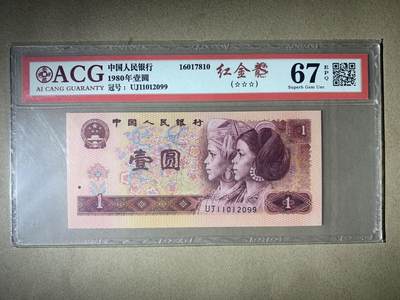 ACG
AI CANG GUARANTY
中国人民银行 16017810
1980年壹圆
冠号: UJ11012099
红金龙
(☆☆☆)
67 EPQ
Superb Gem Unc
中国人民银行
1
壹圆
1
1
UJ11012099